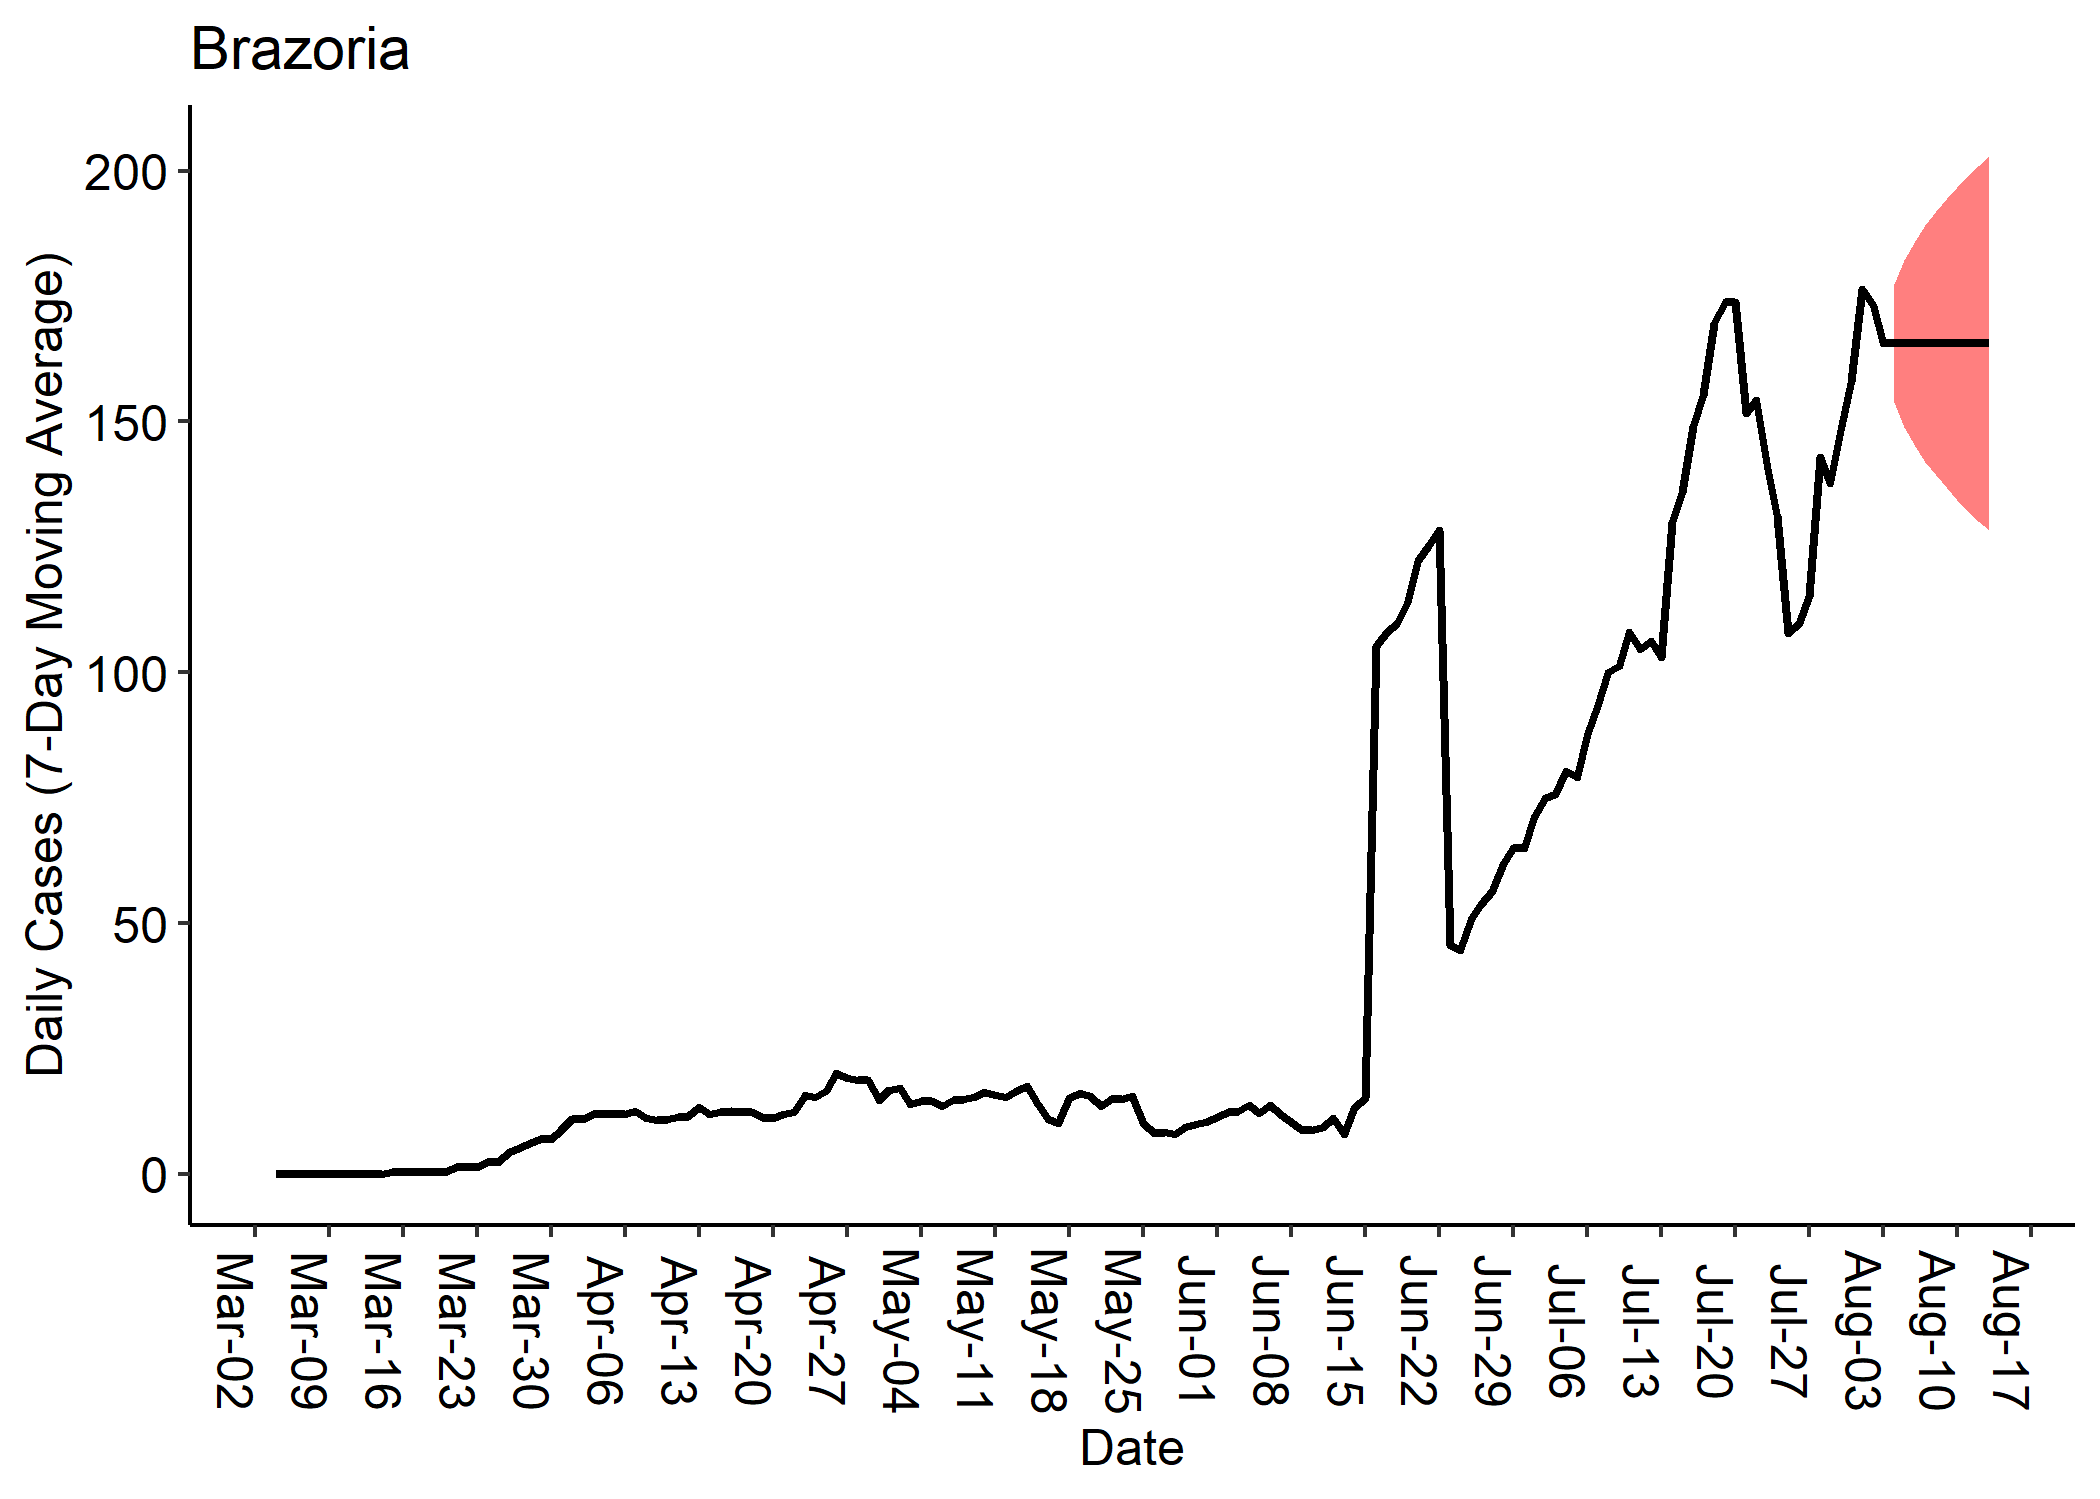 Brazoria
Daily Cases (7-Day Moving Average)
200
150
100
50
0
Mar-02
Mar-09
Mar-16
Mar-23
Mar-30
Apr-06
Apr-13
Apr-20
Apr-27
May-04
May-11
May-18
May-25
Jun-01
Jun-08
Jun-15
Jun-22
Jun-29
Jul-06
Jul-13
Jul-20
Jul-27
Aug-03
Aug-10
Aug-17
Date